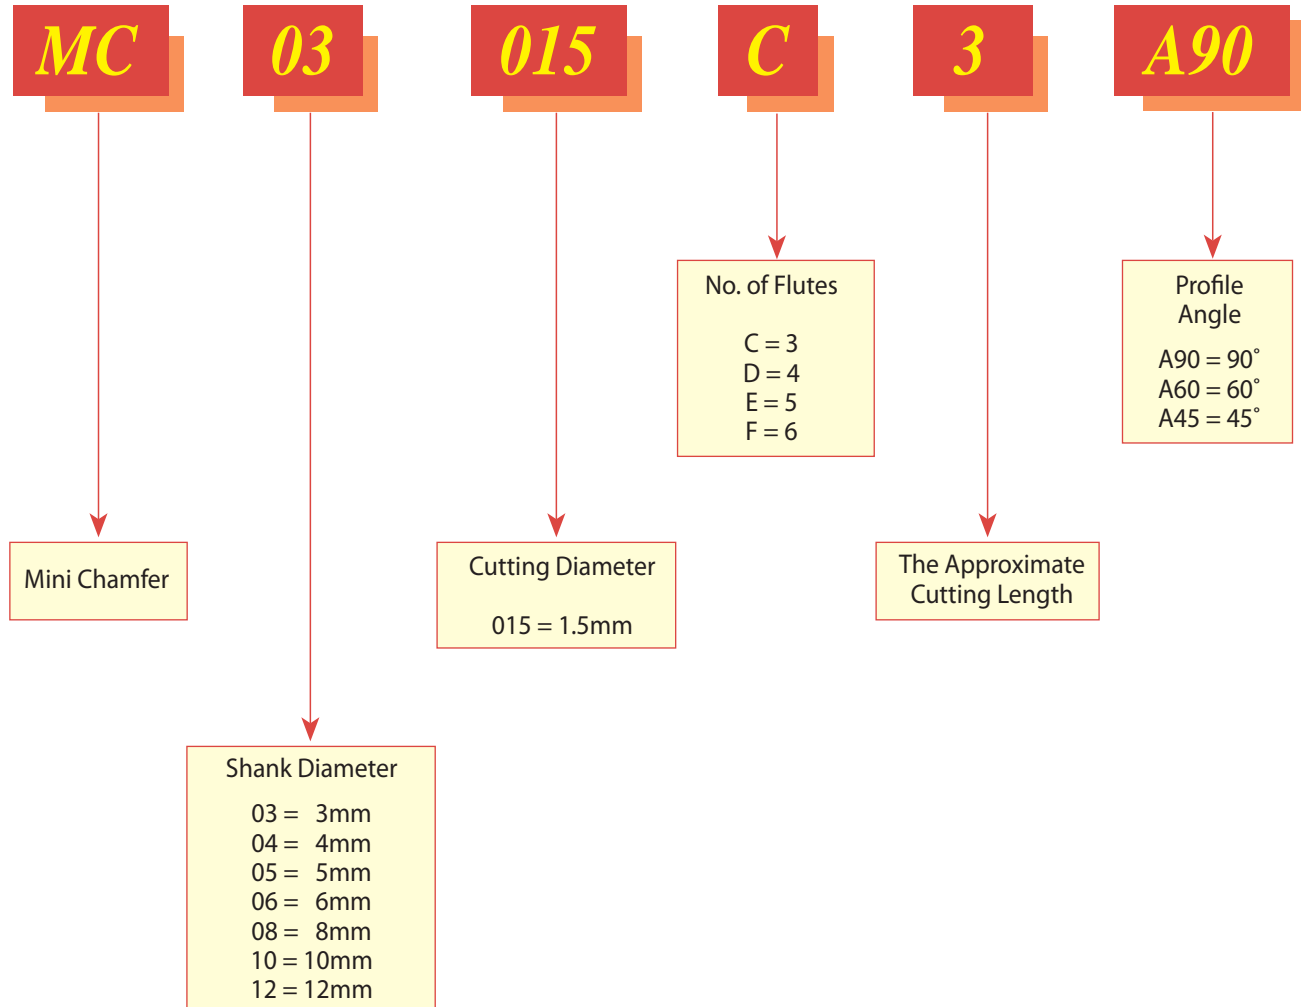 MC 03 015 C 3 A90
No. of Flutes
C = 3
D = 4
E = 5
F = 6
Profile
Angle
A90 = 90˚
A60 = 60˚
A45 = 45˚
Mini Chamfer
Cutting Diameter
015 = 1.5mm
The Approximate
Cutting Length
Shank Diameter
03 = 3mm
04 = 4mm
05 = 5mm
06 = 6mm
08 = 8mm
10 = 10mm
12 = 12mm